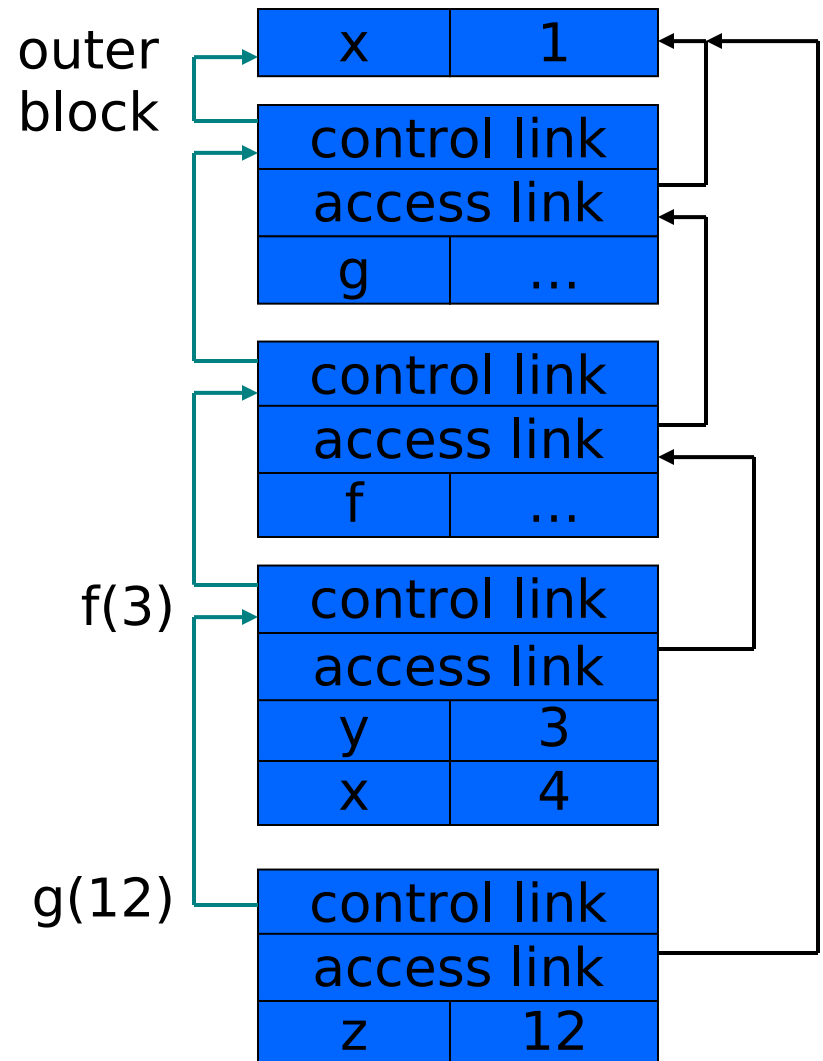 outer
block
x 1
control link
access link
g ...
control link
access link
f ...
f(3)
control link
access link
y 3
x 4
g(12)
control link
access link
z 12